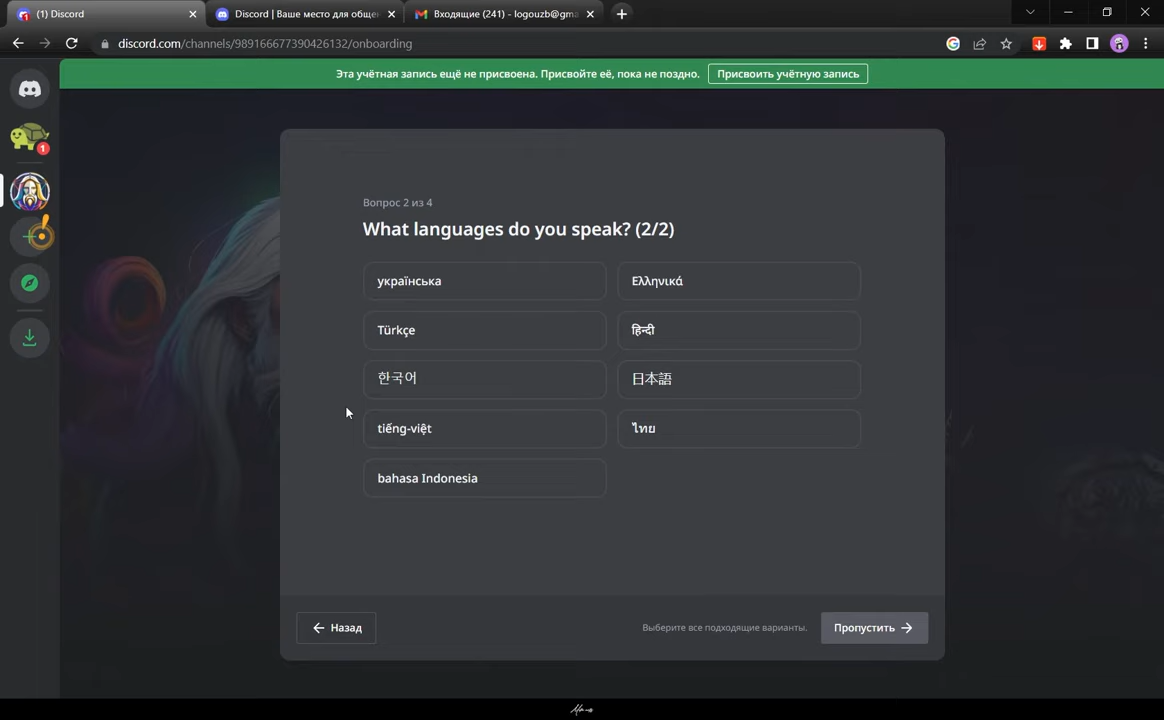 (1) Discord
Discord | Ваше место для обще
Входящие (241) - logouzb@gma
discord.com/channels/989166677390426132/onboarding
Эта учётная запись ещё не присвоена. Присвойте её, пока не поздно.
Присвоить учётную запись
1
Вопрос 2 из 4
What languages do you speak? (2/2)
українська
Ελληνικά
Türkçe
हिन्दी
한국어
日本語
tiếng-việt
ไทย
bahasa Indonesia
Назад
Выберите все подходящие варианты.
Пропустить